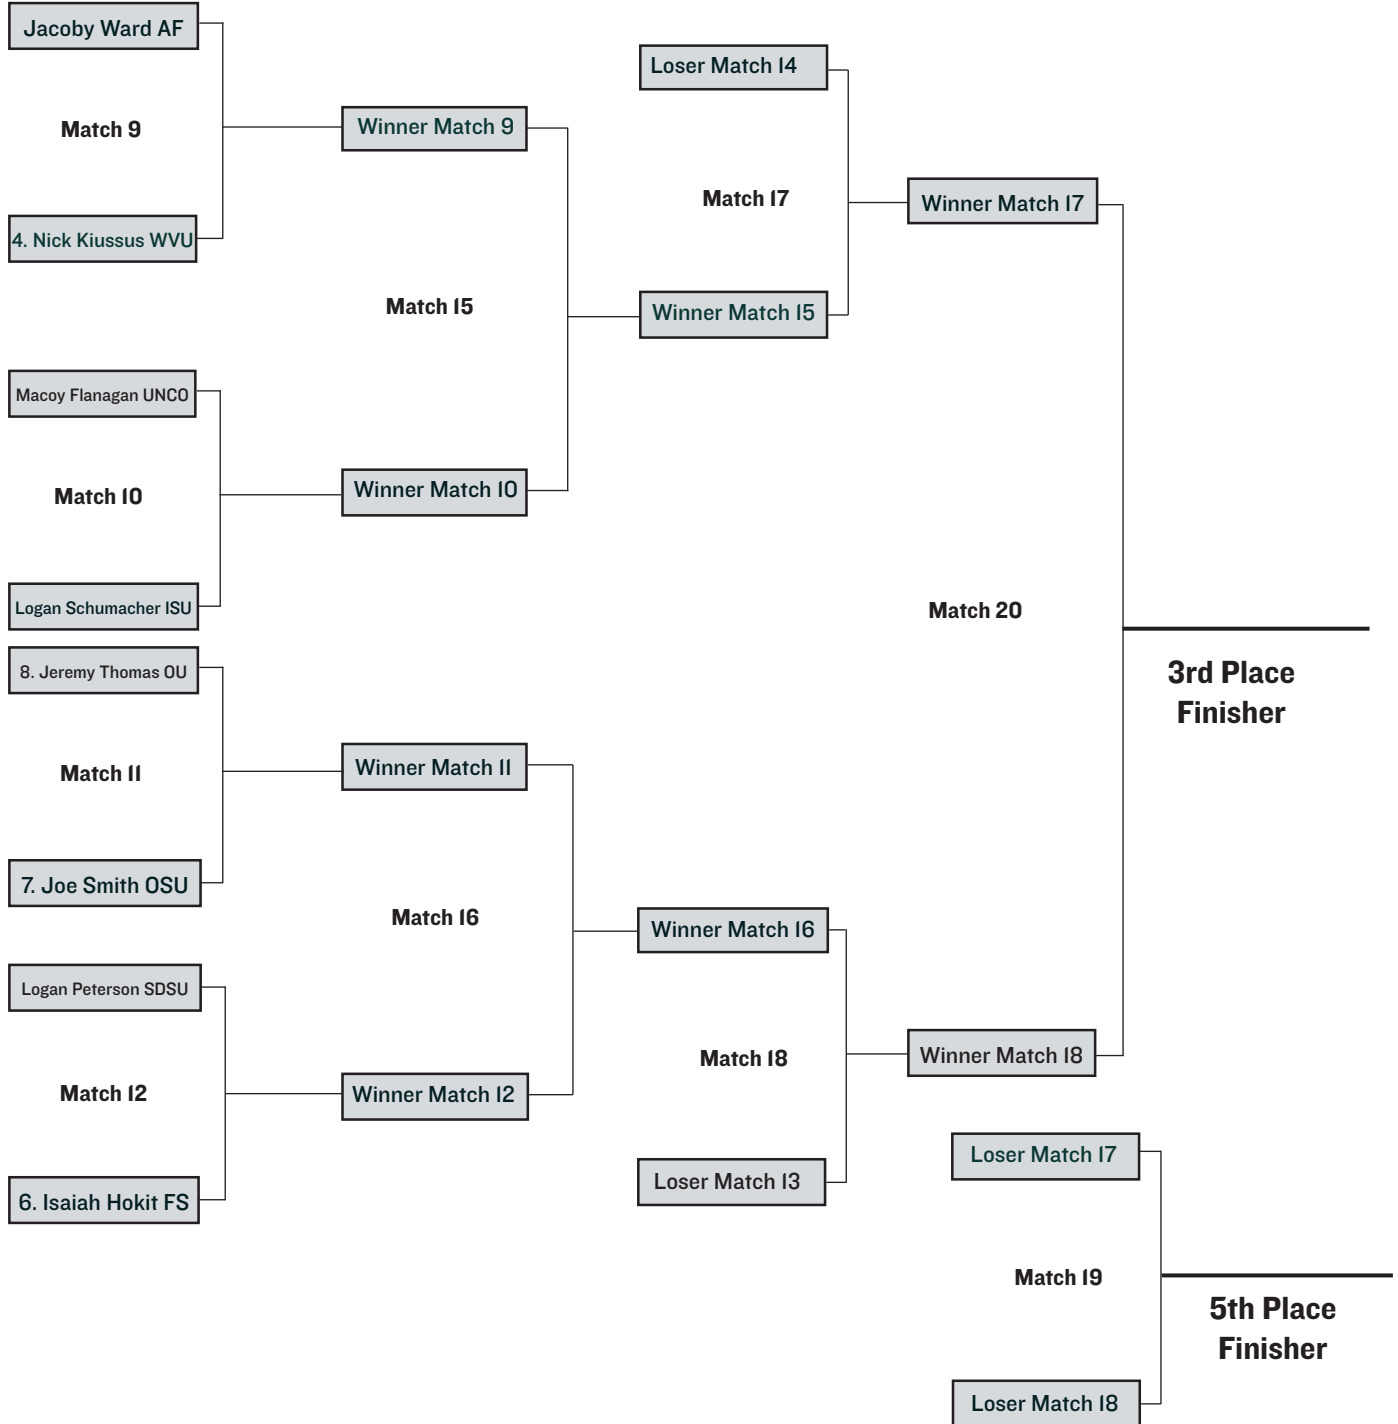 Jacoby Ward AF
Match 9
4. Nick Kiussus WVU
Winner Match 9
Match 15
Macoy Flanagan UNCO
Match 10
Logan Schumacher ISU
Winner Match 10
8. Jeremy Thomas OU
Match 11
7. Joe Smith OSU
Winner Match 11
Match 16
Logan Peterson SDSU
Match 12
6. Isaiah Hokit FS
Winner Match 12
Loser Match 14
Match 17
Winner Match 15
Winner Match 17
Match 20
Winner Match 16
Match 18
Loser Match 13
Winner Match 18
3rd Place
Finisher
Loser Match 17
Match 19
Loser Match 18
5th Place
Finisher